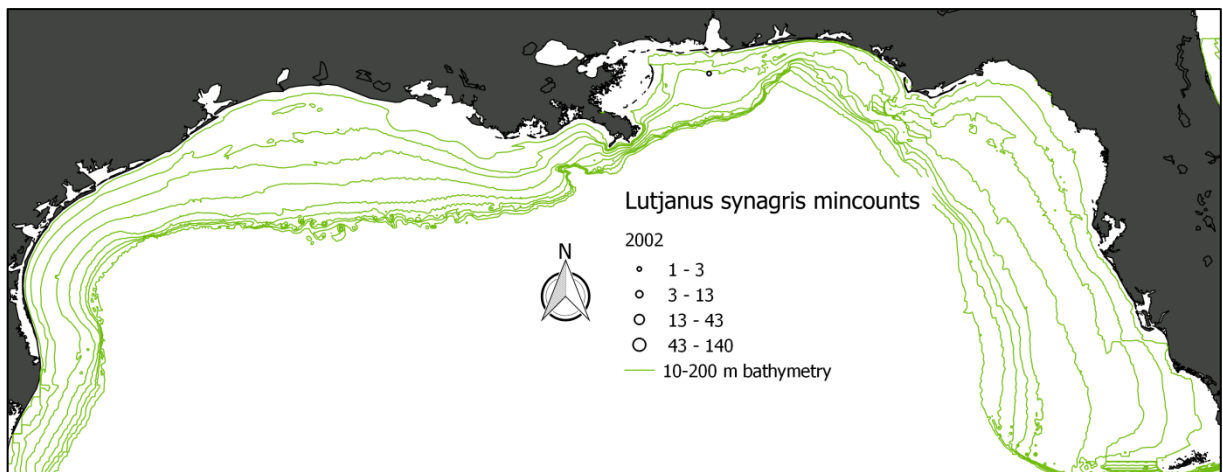 Lutjanus synagris mincounts
N
2002
1 - 3
3 - 13
13 - 43
43 - 140
10-200 m bathymetry